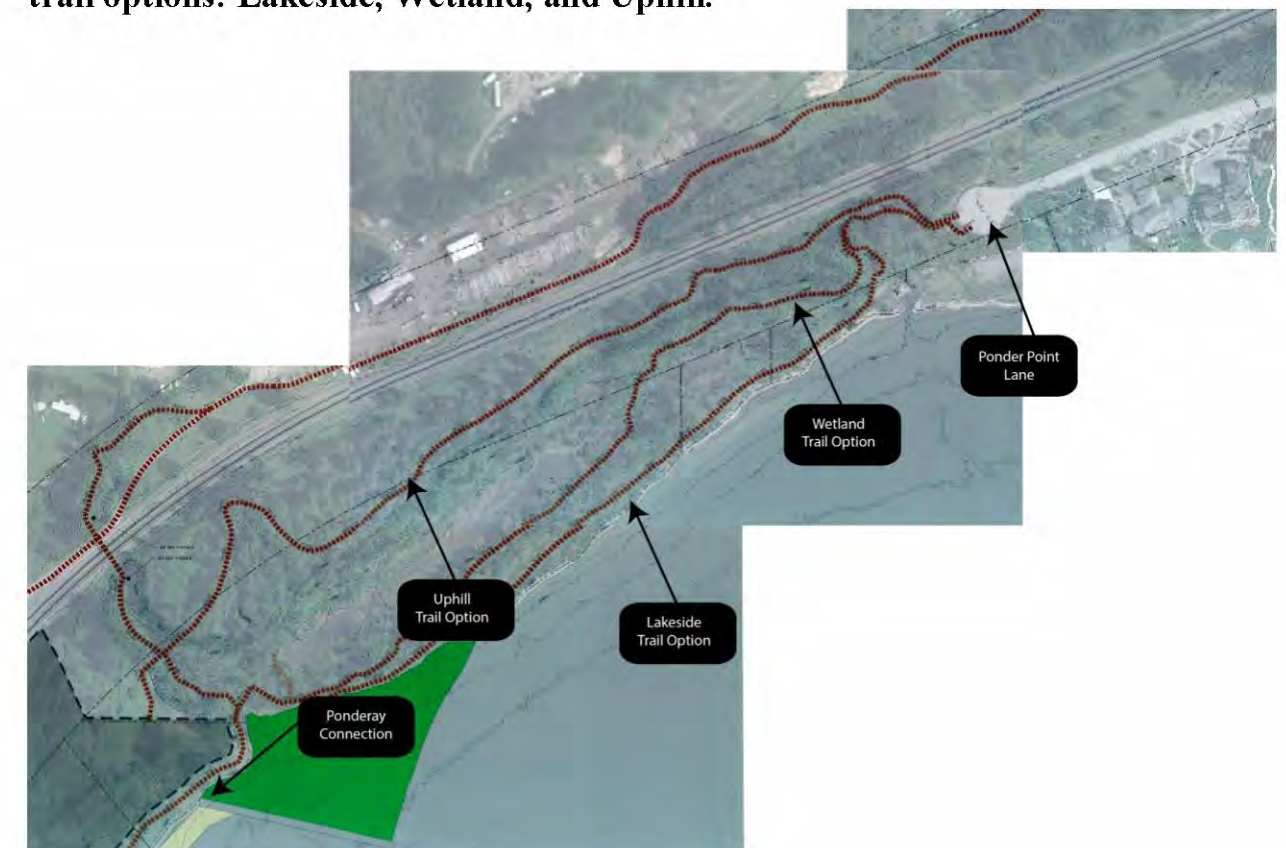 trail options: Lakeside, Wetland, and Uphill.
Ponder Point
Lane
Wetland
Trail Option
Uphill
Trail Option
Lakeside
Trail Option
Ponderay
Connection